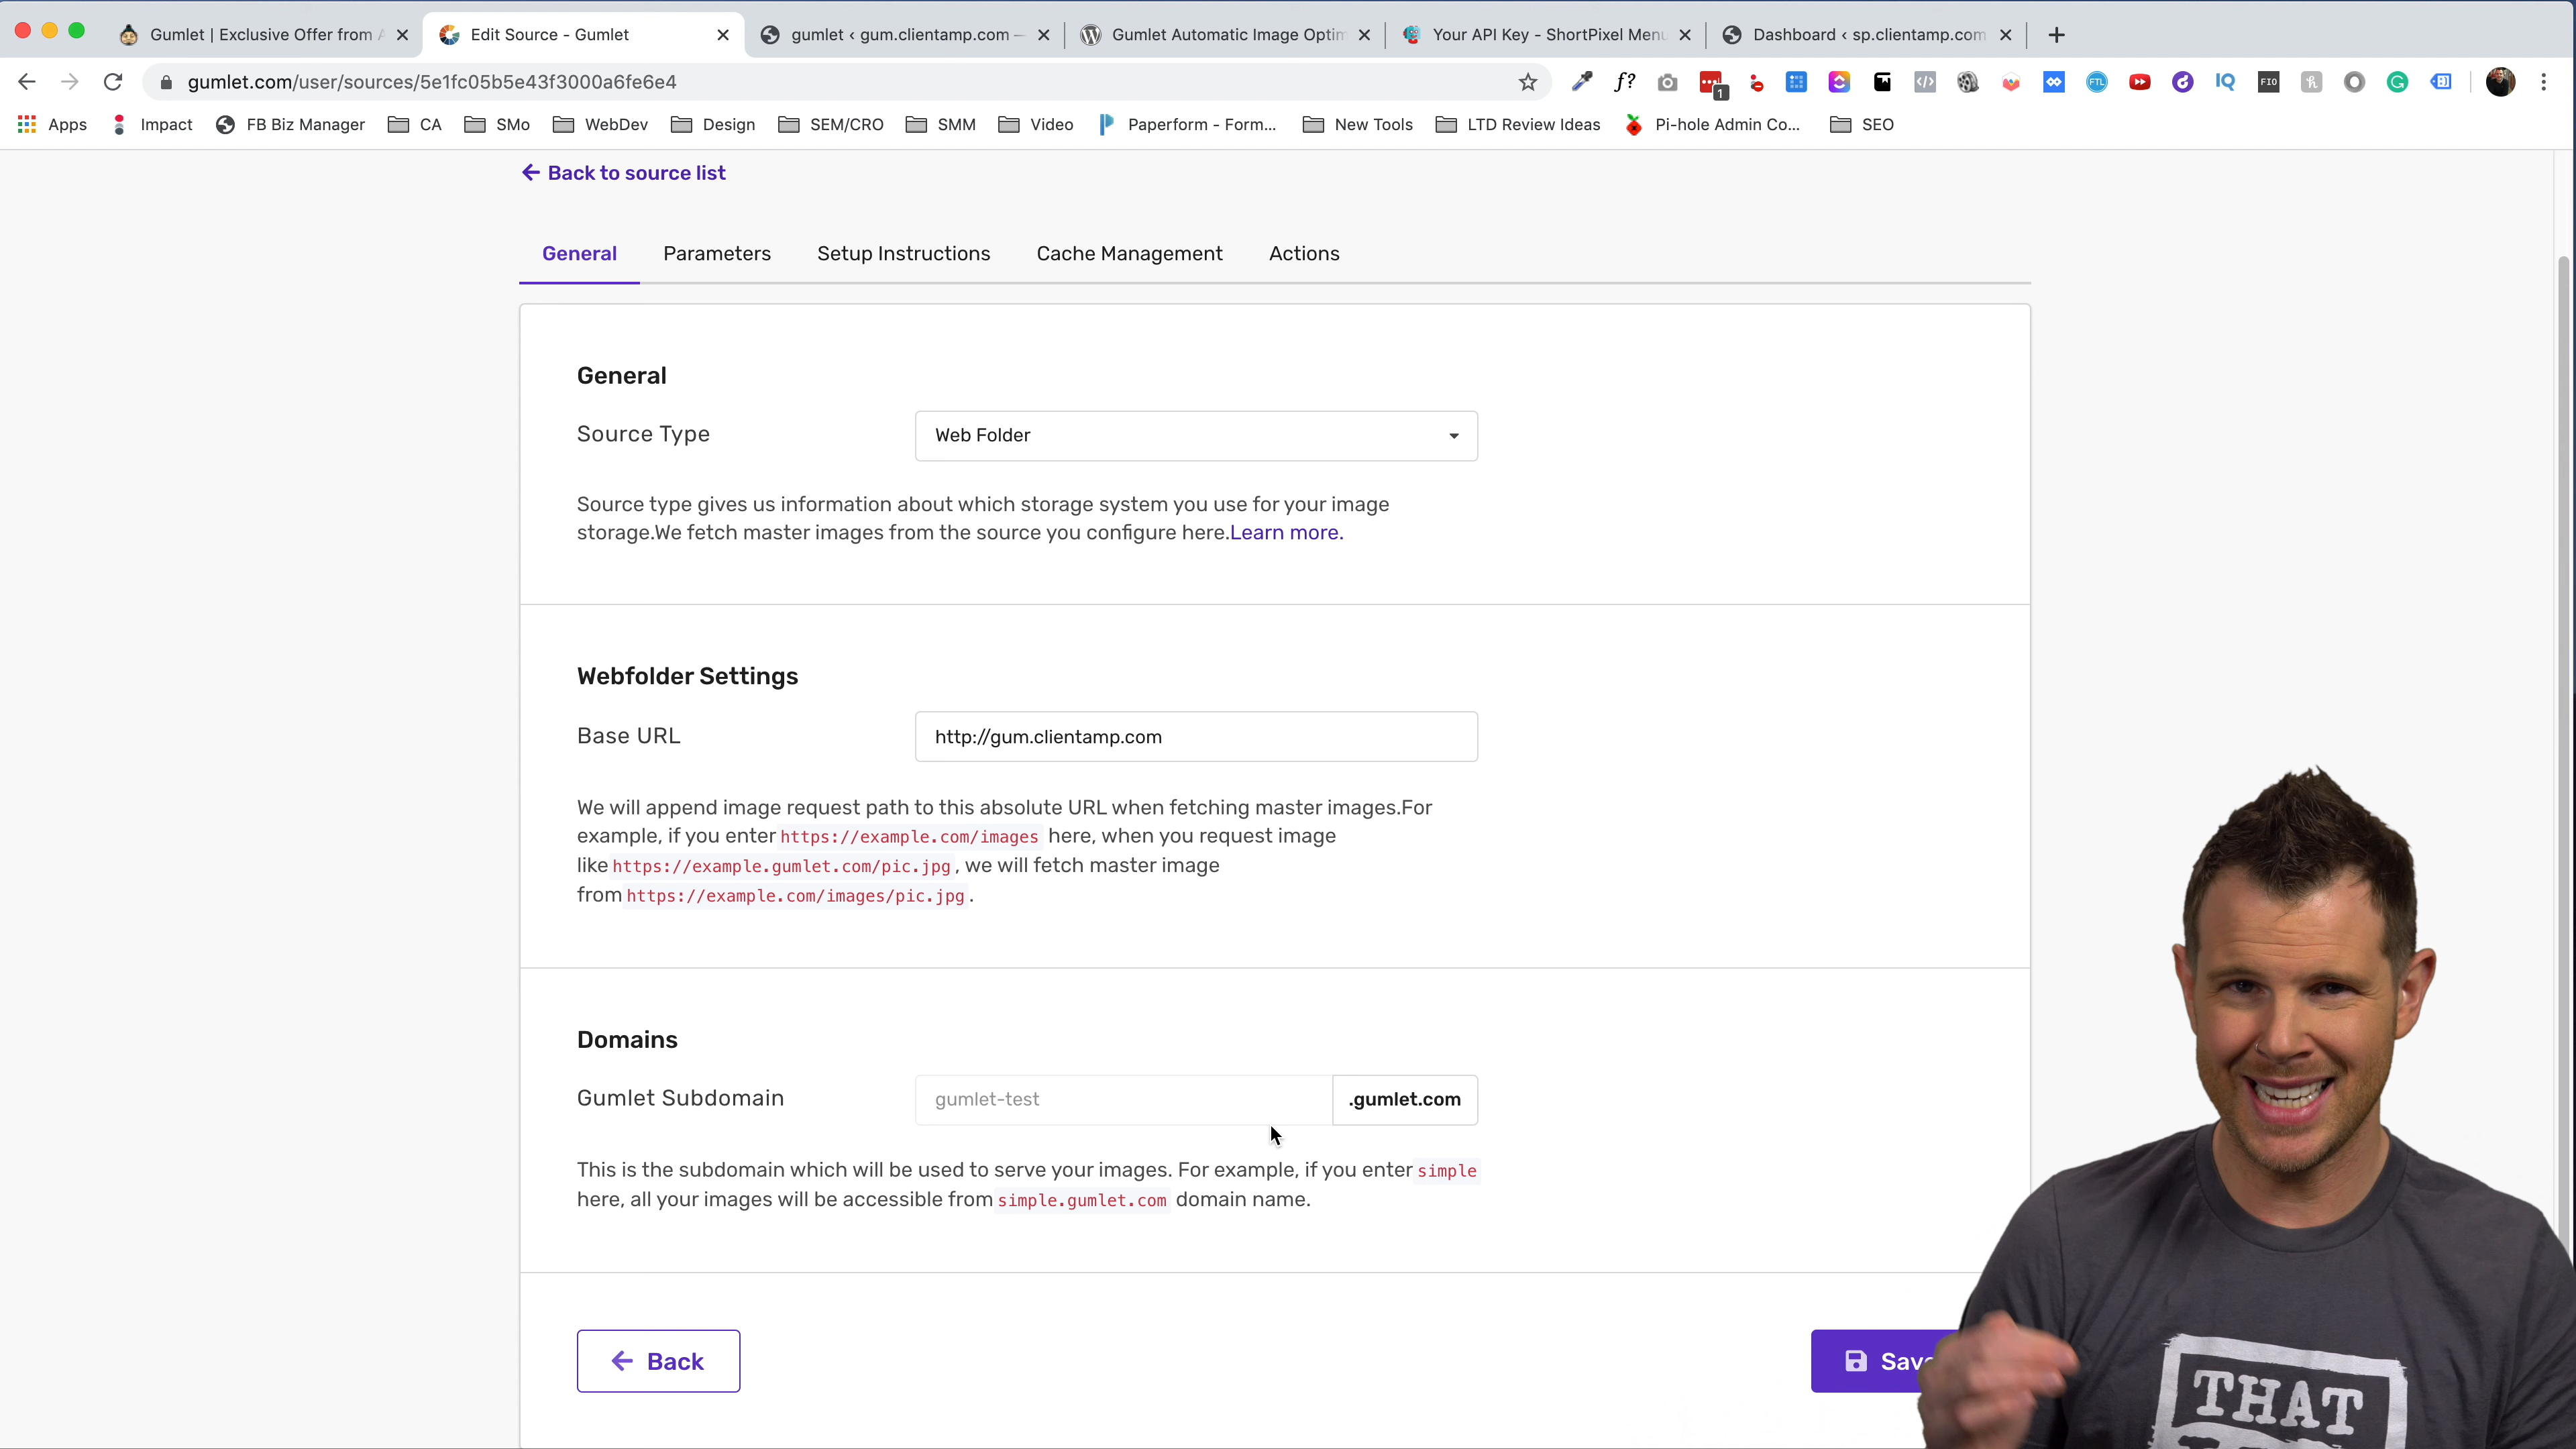 Gumlet | Exclusive Offer from A
Edit Source - Gumlet
gumlet ‹ gum.clientamp.com —
Gumlet Automatic Image Optim
Your API Key - ShortPixel Menu
Dashboard ‹ sp.clientamp.com
gumlet.com/user/sources/5e1fc05b5e43f3000a6fe6e4
f?
1
FTL
IQ
FIO
Apps
Impact
FB Biz Manager
CA
SMo
WebDev
Design
SEM/CRO
SMM
Video
Paperform - Form...
New Tools
LTD Review Ideas
Pi-hole Admin Co...
SEO
Back to source list
General
Parameters
Setup Instructions
Cache Management
Actions
General
Source Type
Web Folder
Source type gives us information about which storage system you use for your image
storage.We fetch master images from the source you configure here.Learn more.
Webfolder Settings
Base URL
http://gum.clientamp.com
We will append image request path to this absolute URL when fetching master images.For
example, if you enter https://example.com/images here, when you request image
like https://example.gumlet.com/pic.jpg, we will fetch master image
from https://example.com/images/pic.jpg.
Domains
Gumlet Subdomain
gumlet-test
.gumlet.com
This is the subdomain which will be used to serve your images. For example, if you enter simple
here, all your images will be accessible from simple.gumlet.com domain name.
Back
Save
THAT